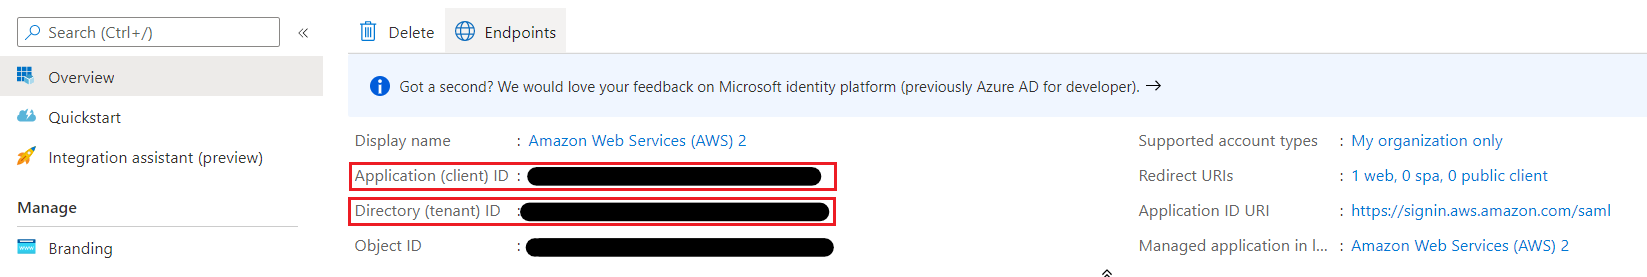 Search (Ctrl+/)
«
Overview
Quickstart
Integration assistant (preview)
Manage
Branding
Delete
Endpoints
Got a second? We would love your feedback on Microsoft identity platform (previously Azure AD for developer). →
Display name : Amazon Web Services (AWS) 2
Application (client) ID :
Directory (tenant) ID :
Object ID :
Supported account types : My organization only
Redirect URIs : 1 web, 0 spa, 0 public client
Application ID URI : https://signin.aws.amazon.com/saml
Managed application in l... : Amazon Web Services (AWS) 2